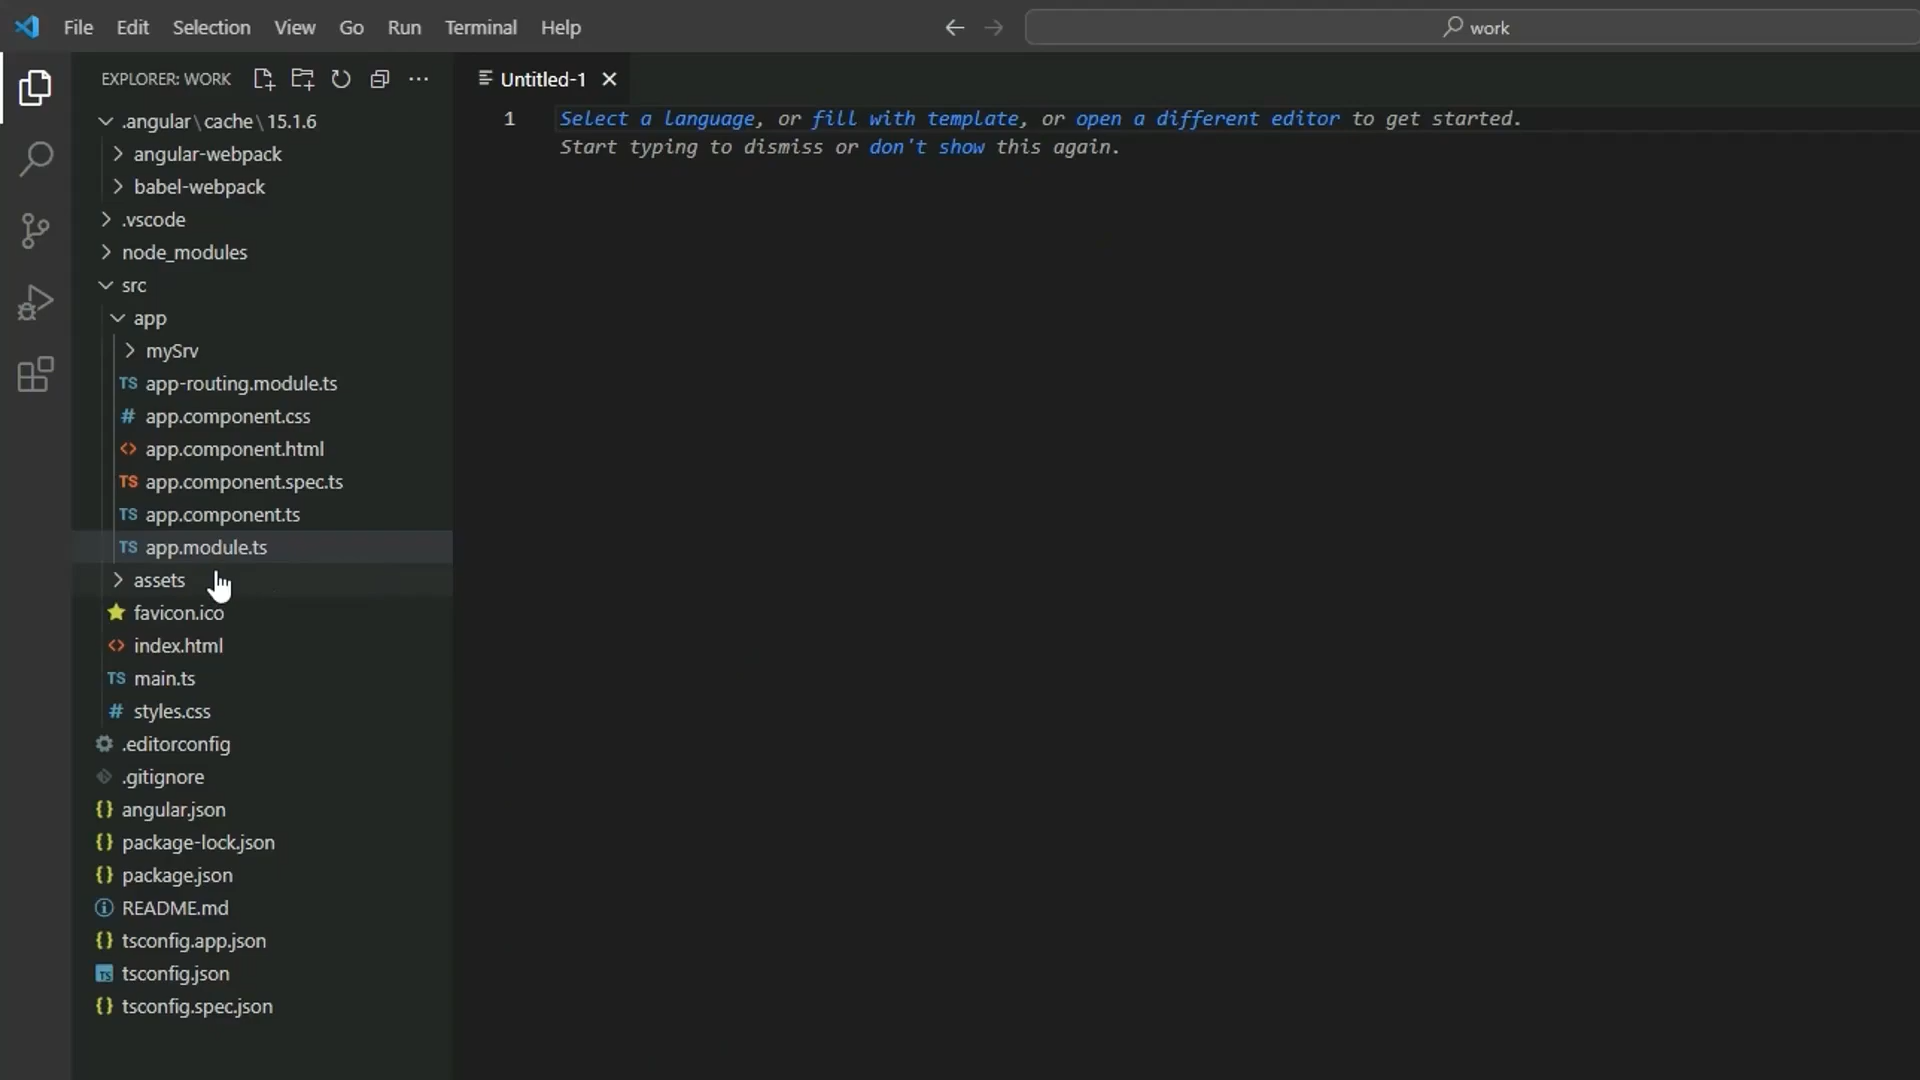 File Edit Selection View Go Run Terminal Help work
EXPLORER: WORK
Untitled-1
.angular\cache\15.1.6
angular-webpack
babel-webpack
.vscode
node_modules
src
app
mySrv
TS app-routing.module.ts
# app.component.css
<> app.component.html
TS app.component.spec.ts
TS app.component.ts
TS app.module.ts
assets
favicon.ico
<> index.html
TS main.ts
# styles.css
.editorconfig
.gitignore
{} angular.json
{} package-lock.json
{} package.json
README.md
{} tsconfig.app.json
TS tsconfig.json
{} tsconfig.spec.json
1 Select a language, or fill with template, or open a different editor to get started.
Start typing to dismiss or don't show this again.